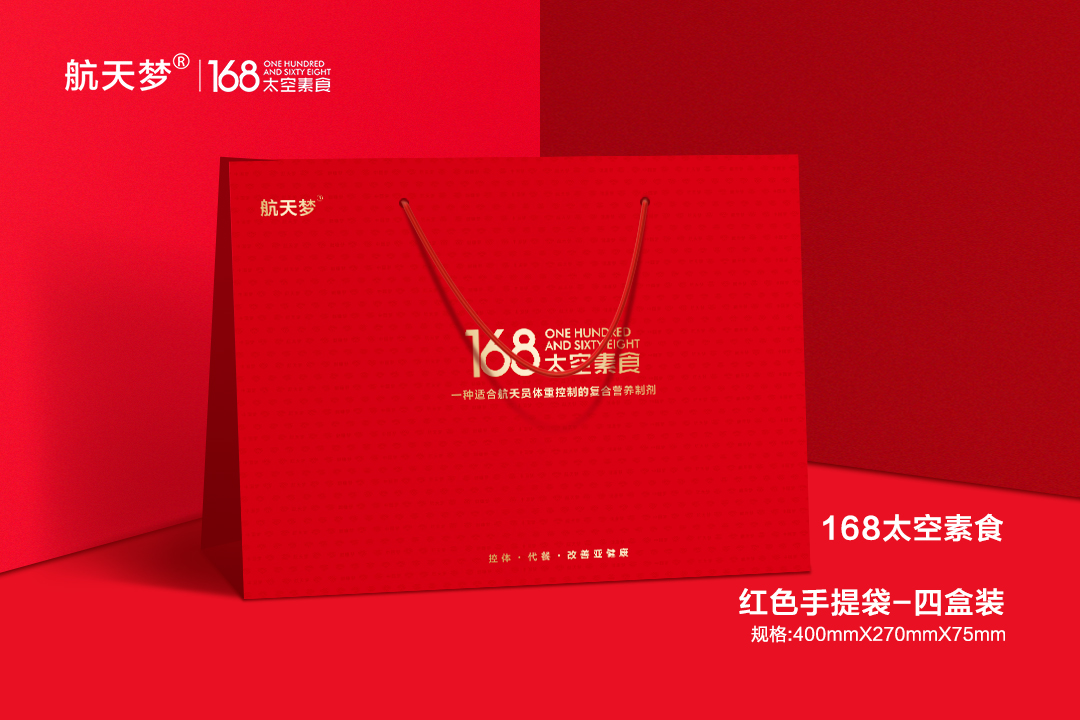 航天梦® 168 ONE HUNDRED
AND SIXTY EIGHT
太空素食
航天梦®
168 ONE HUNDRED
AND SIXTY EIGHT
太空素食
一种适合航天员体重控制的复合营养制剂
控体·代餐·改善亚健康
168太空素食
红色手提袋-四盒装
规格:400mmX270mmX75mm